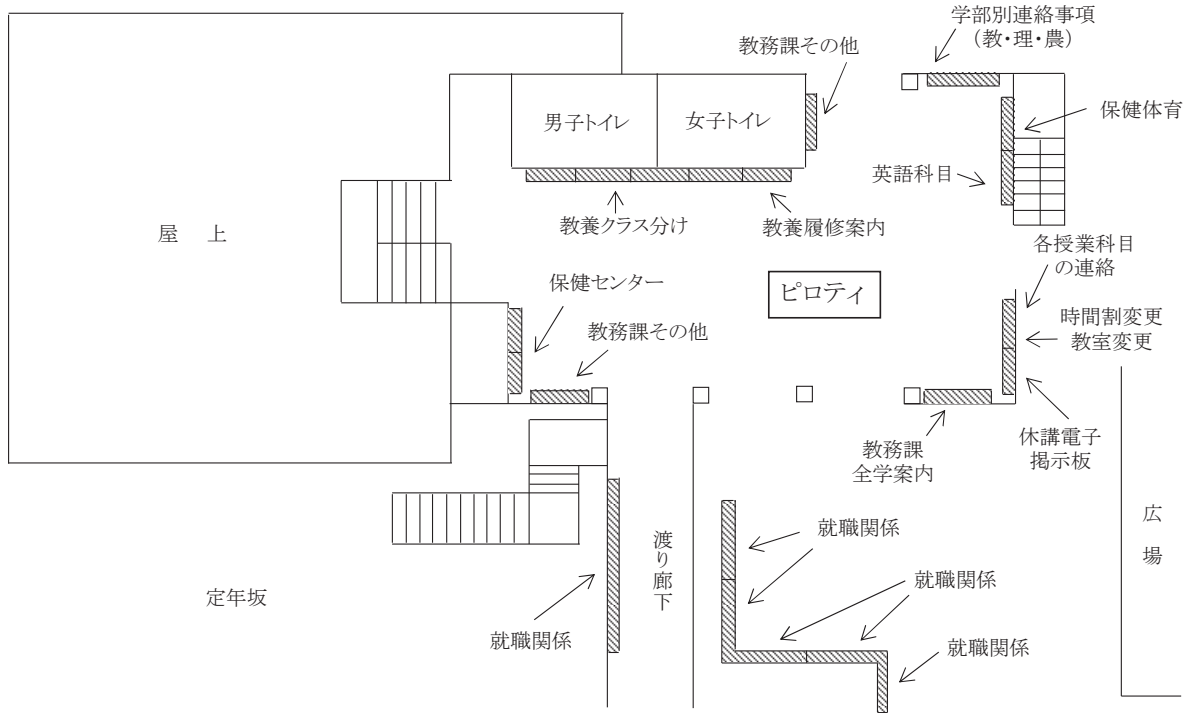 学部別連絡事項
（教・理・農）
教務課その他
保健体育
男子トイレ
女子トイレ
英語科目
教養クラス分け
教養履修案内
屋 上
各授業科目
の連絡
保健センター
ピロティ
時間割変更
教室変更
教務課その他
休講電子
掲示板
教務課
全学案内
就職関係
広場
渡り廊下
就職関係
定年坂
就職関係
就職関係